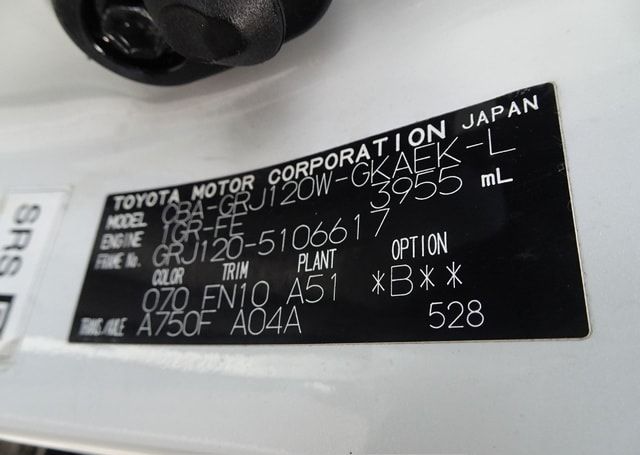 TOYOTA MOTOR CORPORATION JAPAN
MODEL CBA-GRJ120W-GKAEK-L
ENGINE 1GR-FE 3955 mL
FRAME No. GRJ120-5106617
COLOR TRIM PLANT OPTION
070 FN10 A51 *B**
TRANS/AXLE A750F A04A 528
SRS